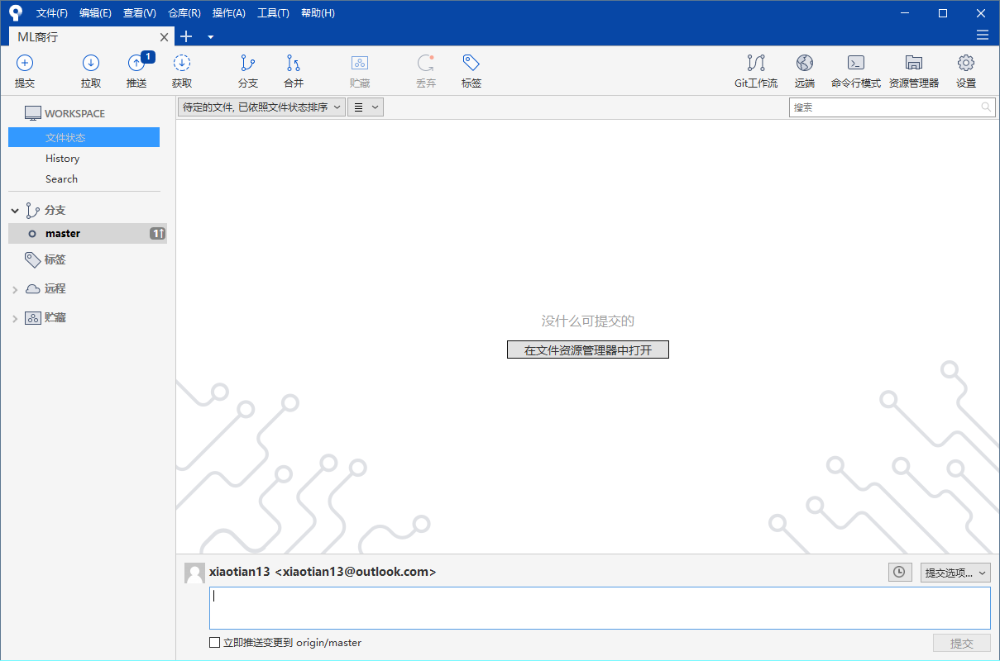 文件(F) 编辑(E) 查看(V) 仓库(R) 操作(A) 工具(T) 帮助(H)
ML商行
1
提交 拉取 推送 获取 分支 合并 贮藏 丢弃 标签 Git工作流 远端 命令行模式 资源管理器 设置
WORKSPACE
待定的文件, 已依照文件状态排序
搜索
文件状态
History
Search
分支
master 1↑
标签
远程
贮藏
没什么可提交的
在文件资源管理器中打开
xiaotian13 <xiaotian13@outlook.com>
提交选项...
立即推送变更到 origin/master
提交